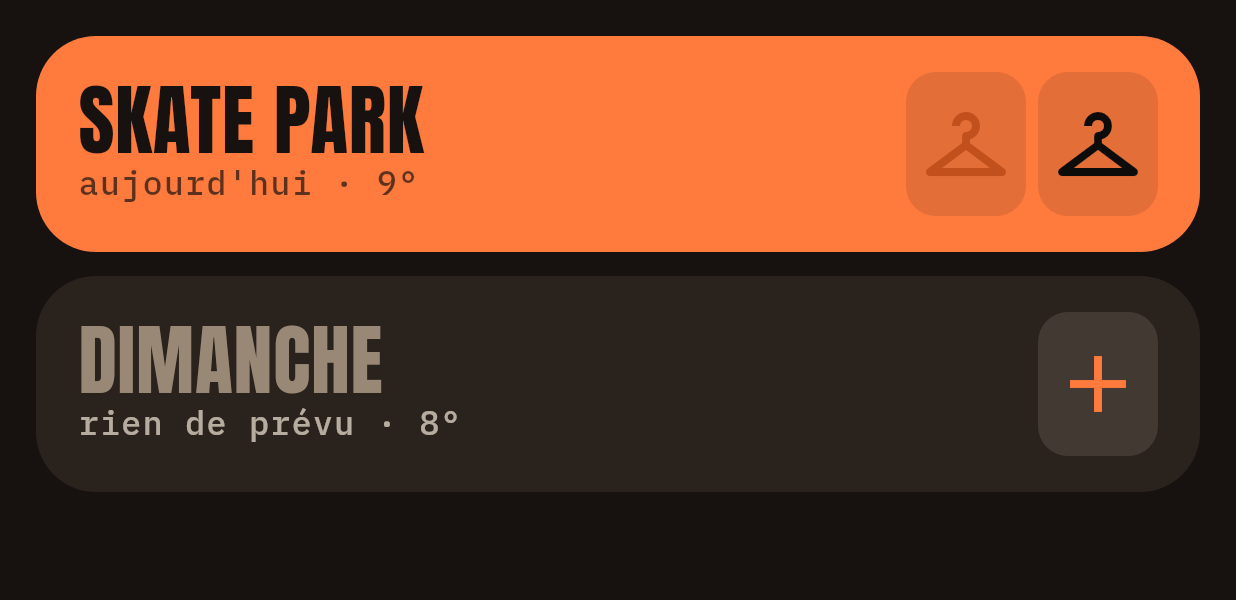 SKATE PARK
aujourd'hui · 9°
DIMANCHE
rien de prévu · 8°